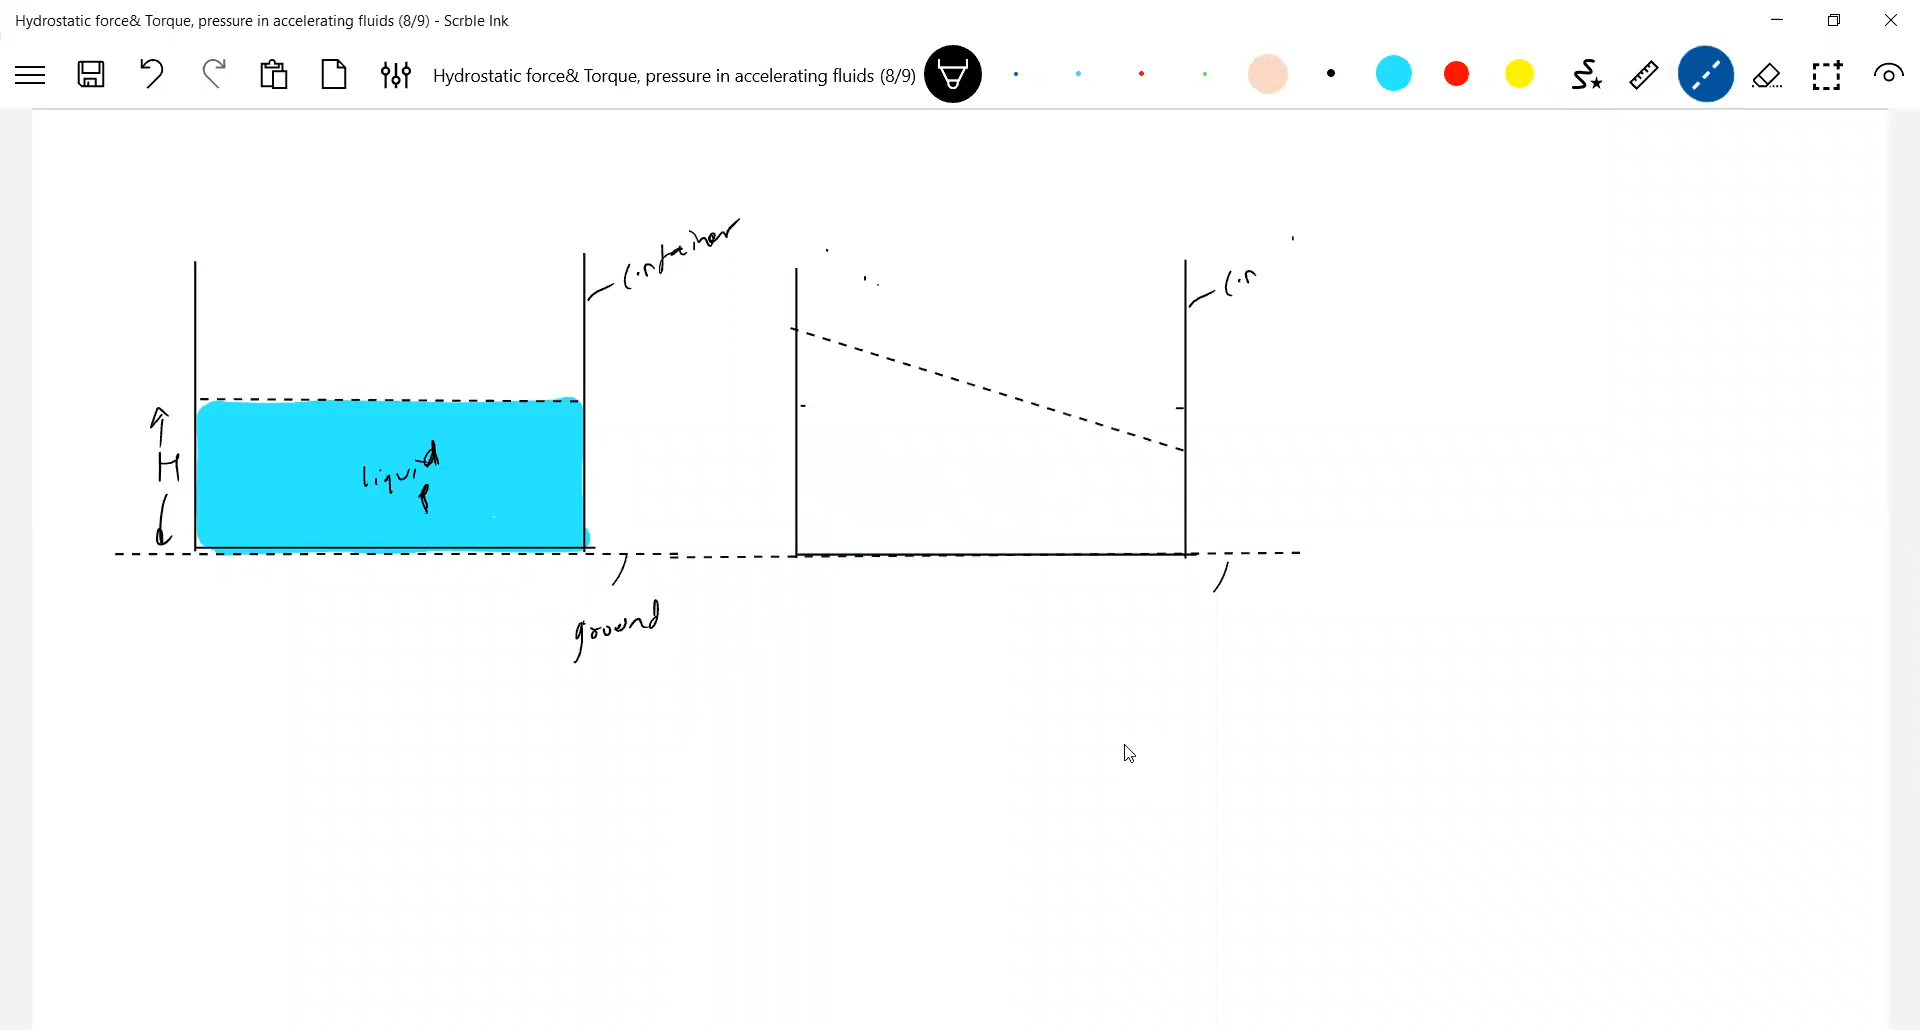 Hydrostatic force& Torque, pressure in accelerating fluids (8/9) - Scrble Ink
Hydrostatic force& Torque, pressure in accelerating fluids (8/9)
container
con
H
liquid
ρ
ground